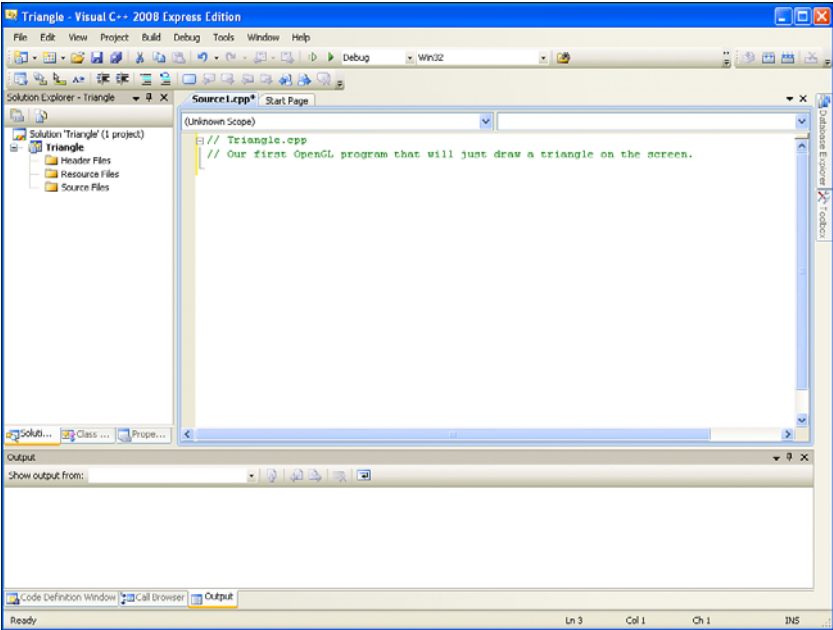 Triangle - Visual C++ 2008 Express Edition
File Edit View Project Build Debug Tools Window Help
Debug Win32
Solution Explorer - Triangle
Source1.cpp* Start Page
(Unknown Scope)
Solution 'Triangle' (1 project)
Triangle
Header Files
Resource Files
Source Files
// Triangle.cpp
// Our first OpenGL program that will just draw a triangle on the screen.
Database Explorer
Toolbox
Soluti... Class ... Prope...
Output
Show output from:
Code Definition Window Call Browser Output
Ready Ln 3 Col 1 Ch 1 INS